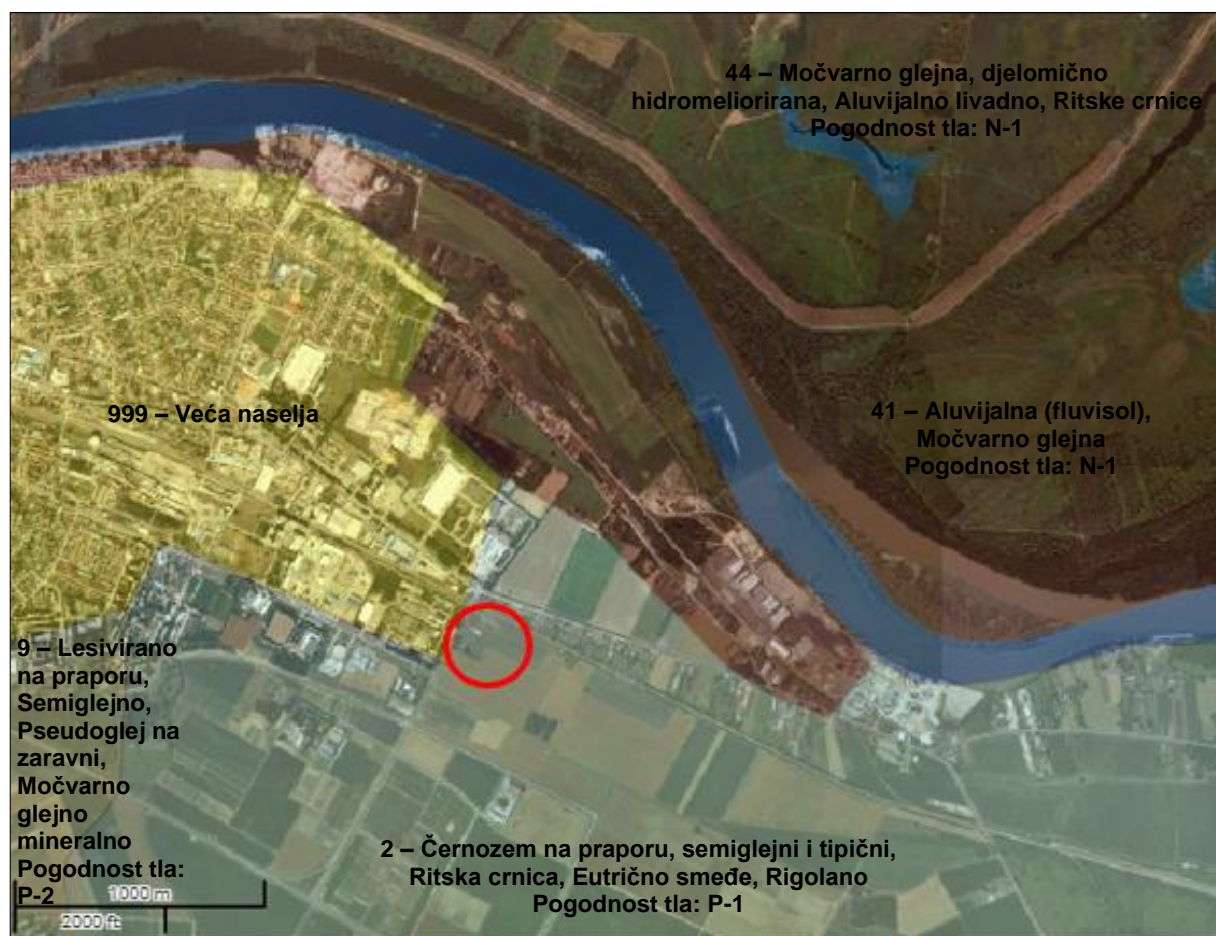 44 – Močvarno glejna, djelomično
hidromeliorirana, Aluvijalno livadno, Ritske crnice
Pogodnost tla: N-1
999 – Veća naselja
41 – Aluvijalna (fluvisol),
Močvarno glejna
Pogodnost tla: N-1
9 – Lesivirano
na praporu,
Semiglejno,
Pseudoglej na
zaravni,
Močvarno
glejno
mineralno
Pogodnost tla:
P-2
2 – Černozem na praporu, semiglejni i tipični,
Ritska crnica, Eutrično smeđe, Rigolano
Pogodnost tla: P-1
1000 m
2000 ft